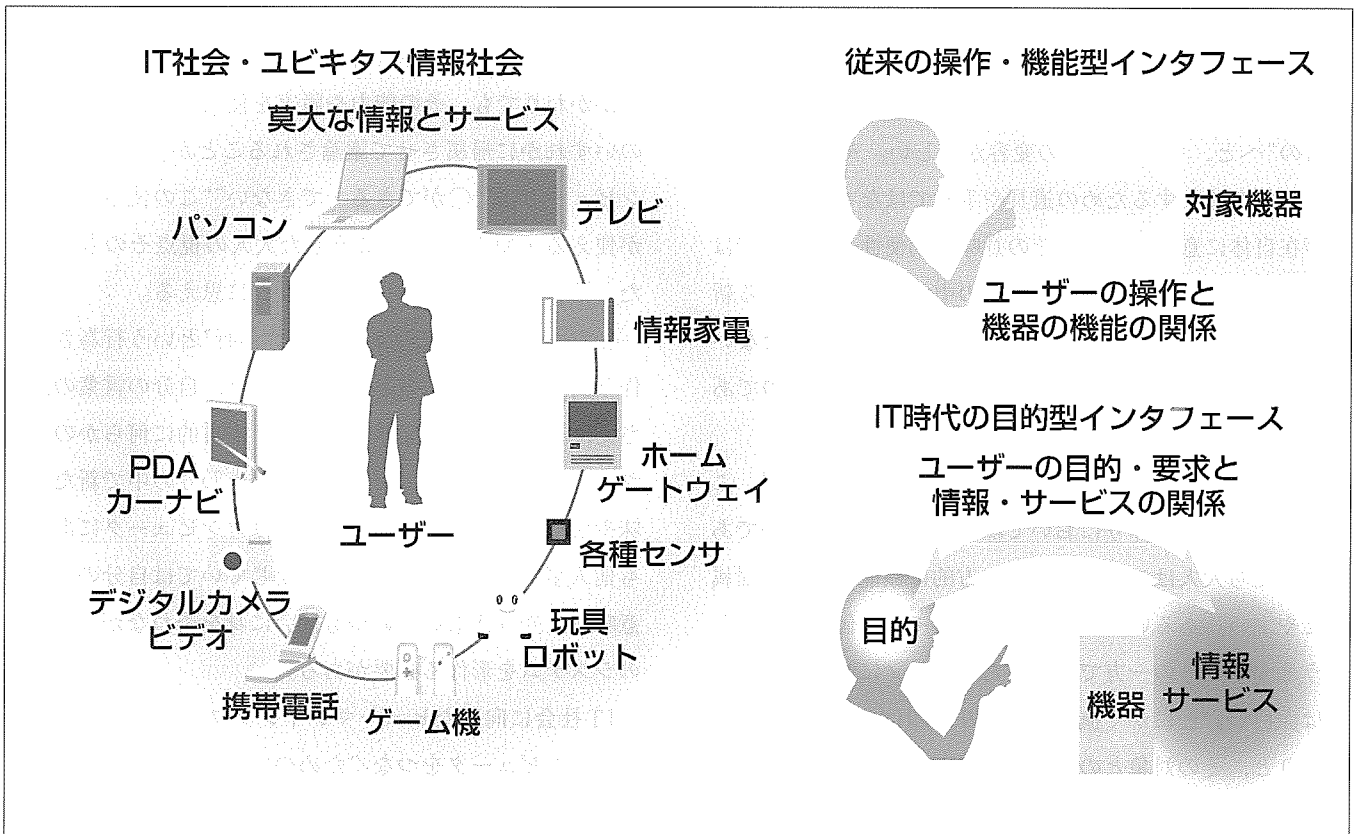 IT社会・ユビキタス情報社会
莫大な情報とサービス
パソコン
テレビ
情報家電
ホーム
ゲートウェイ
PDA
カーナビ
ユーザー
各種センサ
デジタルカメラ
ビデオ
玩具
ロボット
携帯電話
ゲーム機
従来の操作・機能型インタフェース
対象機器
ユーザーの操作と
機器の機能の関係
IT時代の目的型インタフェース
ユーザーの目的・要求と
情報・サービスの関係
目的
機器
情報
サービス